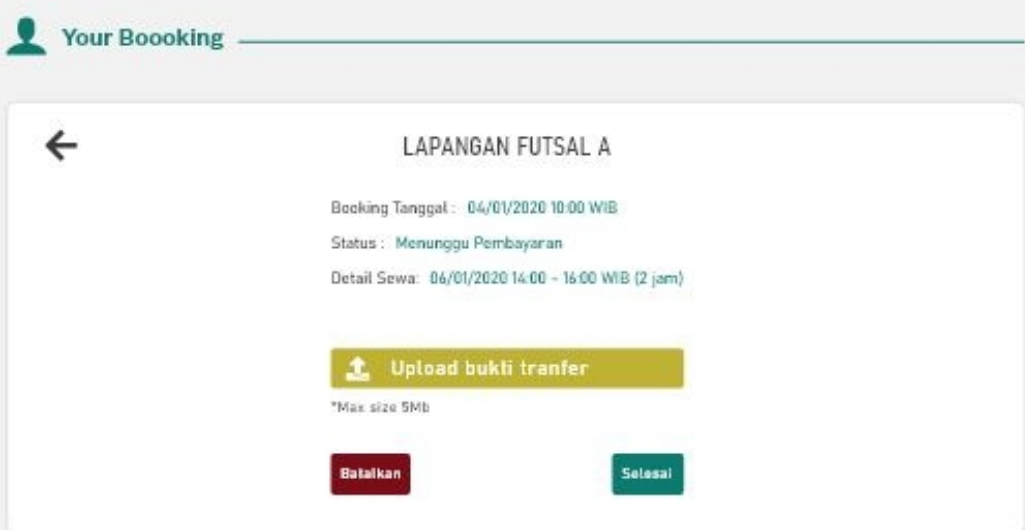 Your Boooking
LAPANGAN FUTSAL A
Booking Tanggal : 04/01/2020 10:00 WIB
Status : Menunggu Pembayaran
Detail Sewa: 06/01/2020 14:00 - 16:00 WIB (2 jam)
Upload bukti tranfer
*Max size 5Mb
Batalkan
Selesai